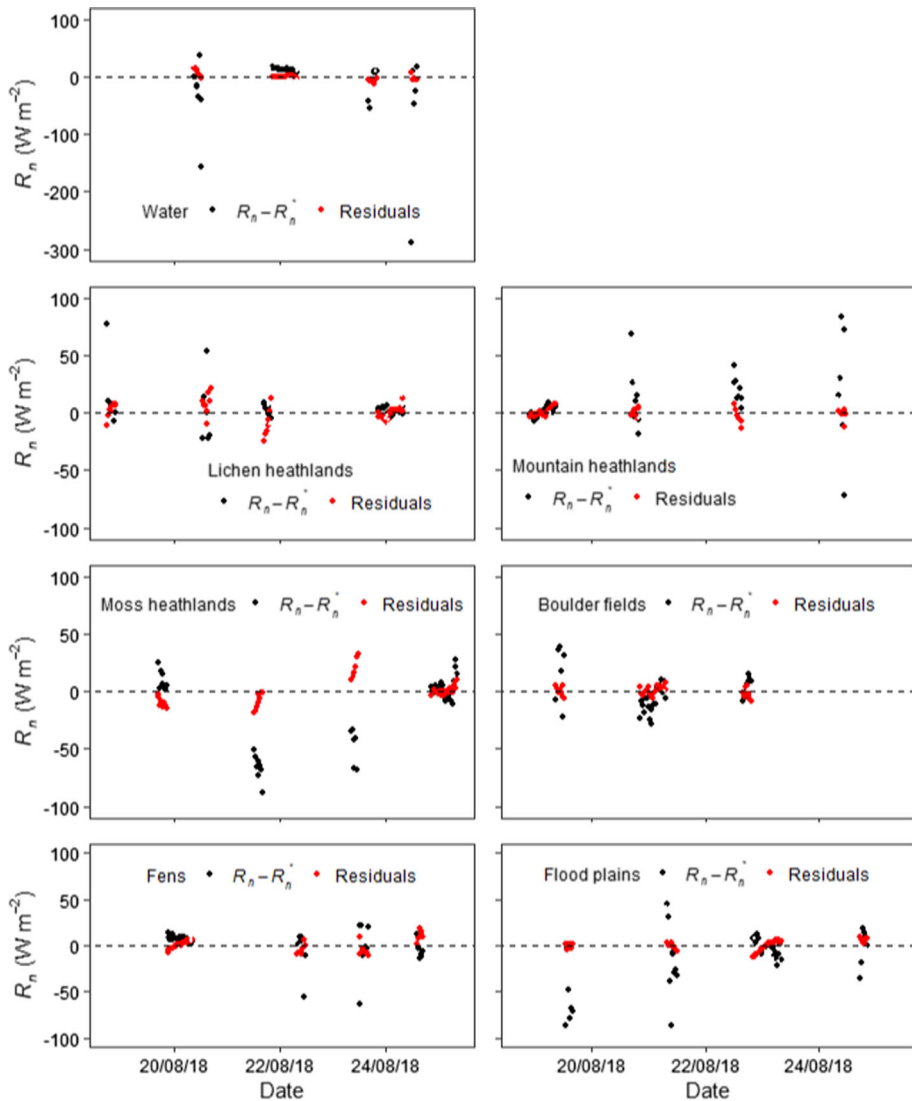 100
0
-100
-200
-300
Rn (W m−2)
Water Rn − Rn* Residuals
100
50
0
-50
-100
Rn (W m−2)
Lichen heathlands
Rn − Rn* Residuals
Mountain heathlands
Rn − Rn* Residuals
100
50
0
-50
-100
Rn (W m−2)
Moss heathlands Rn − Rn* Residuals
Boulder fields Rn − Rn* Residuals
100
50
0
-50
-100
Rn (W m−2)
Fens Rn − Rn* Residuals
Flood plains Rn − Rn* Residuals
20/08/18 22/08/18 24/08/18
Date
20/08/18 22/08/18 24/08/18
Date